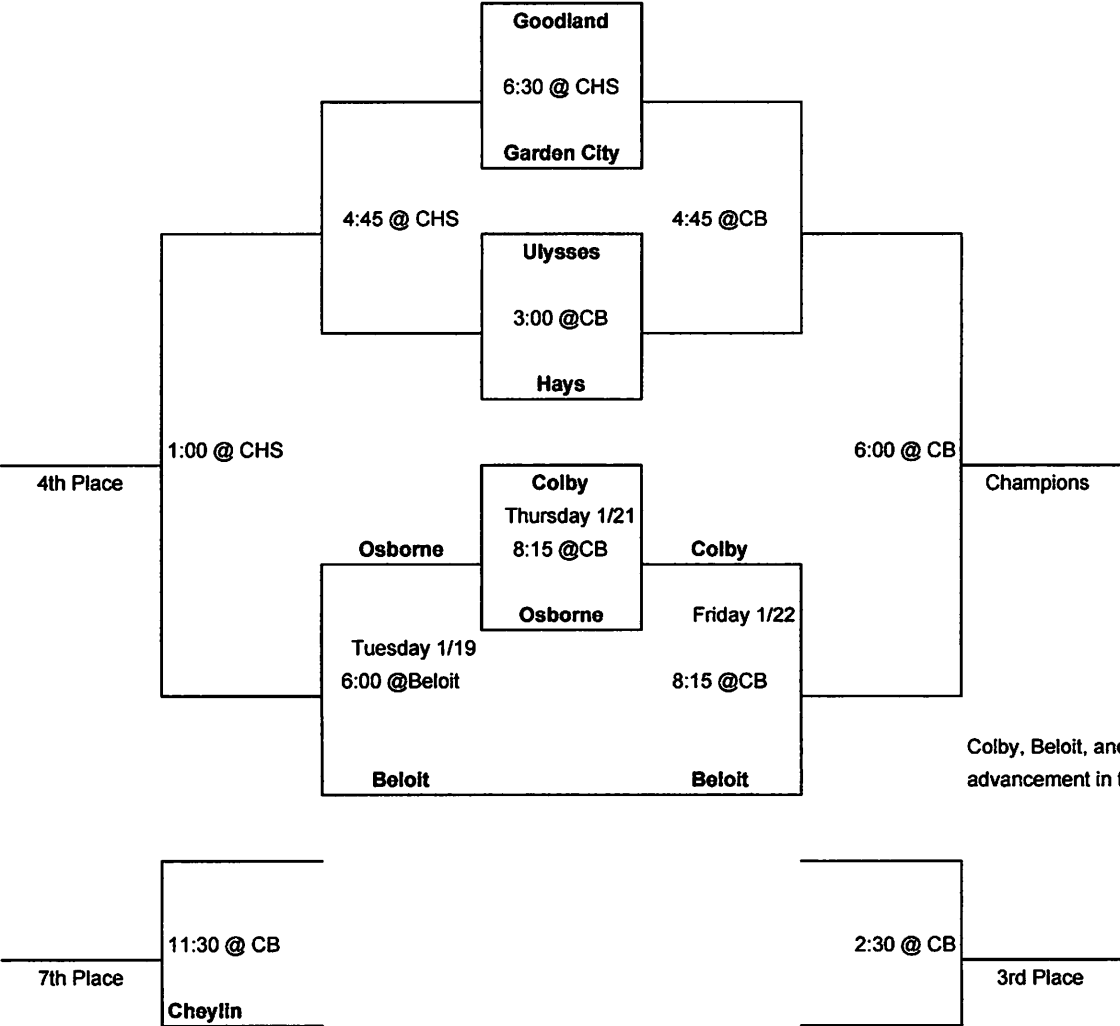 Goodland
6:30 @ CHS
Garden City
4:45 @ CHS
4:45 @CB
Ulysses
3:00 @CB
Hays
1:00 @ CHS
6:00 @ CB
4th Place
Champions
Colby
Thursday 1/21
Osborne
8:15 @CB
Colby
Osborne
Friday 1/22
Tuesday 1/19
6:00 @Beloit
8:15 @CB
Colby, Beloit, and
advancement in
Beloit
Beloit
11:30 @ CB
2:30 @ CB
7th Place
3rd Place
Cheylin